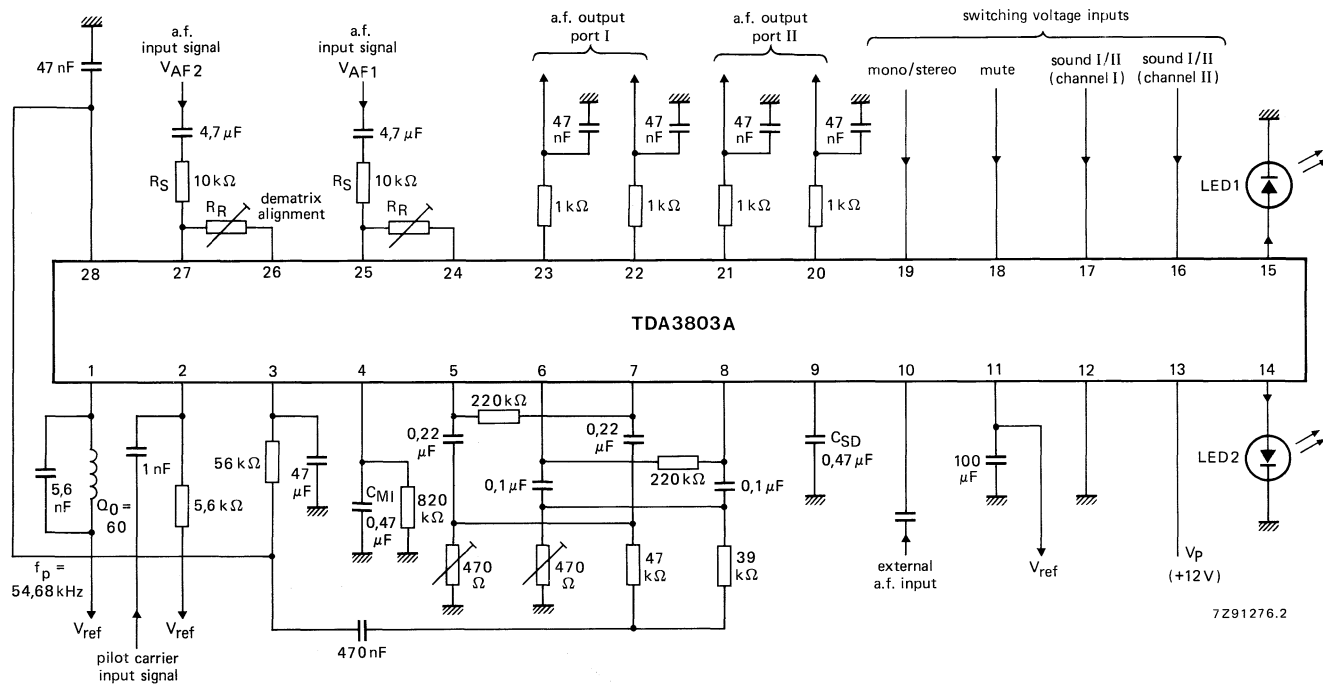 a.f. input signal VAF2
a.f. input signal VAF1
a.f. output port I
a.f. output port II
switching voltage inputs
mono/stereo
mute
sound I/II (channel I)
sound I/II (channel II)
47 nF
4,7 μF
4,7 μF
47 nF
47 nF
47 nF
47 nF
RS
10 kΩ
RS
10 kΩ
LED1
RR
dematrix alignment
RR
1 kΩ
1 kΩ
1 kΩ
1 kΩ
28
27
26
25
24
23
22
21
20
19
18
17
16
15
TDA3803A
1
2
3
4
5
6
7
8
9
10
11
12
13
14
220 kΩ
0,22 μF
0,22 μF
CSD 0,47 μF
5,6 nF
Q0 = 60
1 nF
5,6 kΩ
56 kΩ
47 μF
CMI 0,47 μF
820 kΩ
0,1 μF
220 kΩ
0,1 μF
100 μF
LED2
470 Ω
470 Ω
47 kΩ
39 kΩ
external a.f. input
Vref
VP (+12 V)
fp = 54,68 kHz
Vref
Vref
pilot carrier input signal
470 nF
7Z91276.2